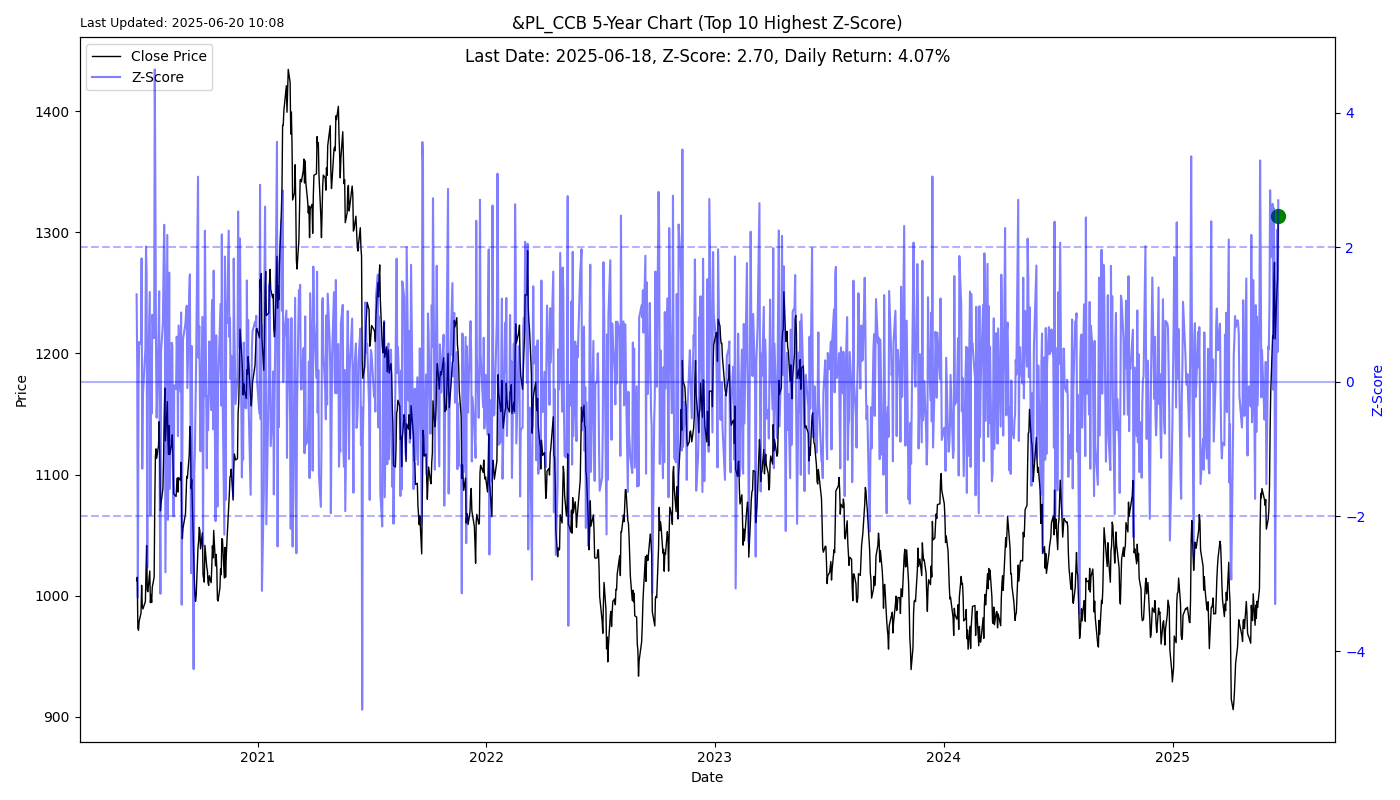 Last Updated: 2025-06-20 10:08
&PL_CCB 5-Year Chart (Top 10 Highest Z-Score)
Last Date: 2025-06-18, Z-Score: 2.70, Daily Return: 4.07%
Close Price
Z-Score
1400
1300
1200
1100
1000
900
Price
4
2
0
−2
−4
Z-Score
2021
2022
2023
2024
2025
Date